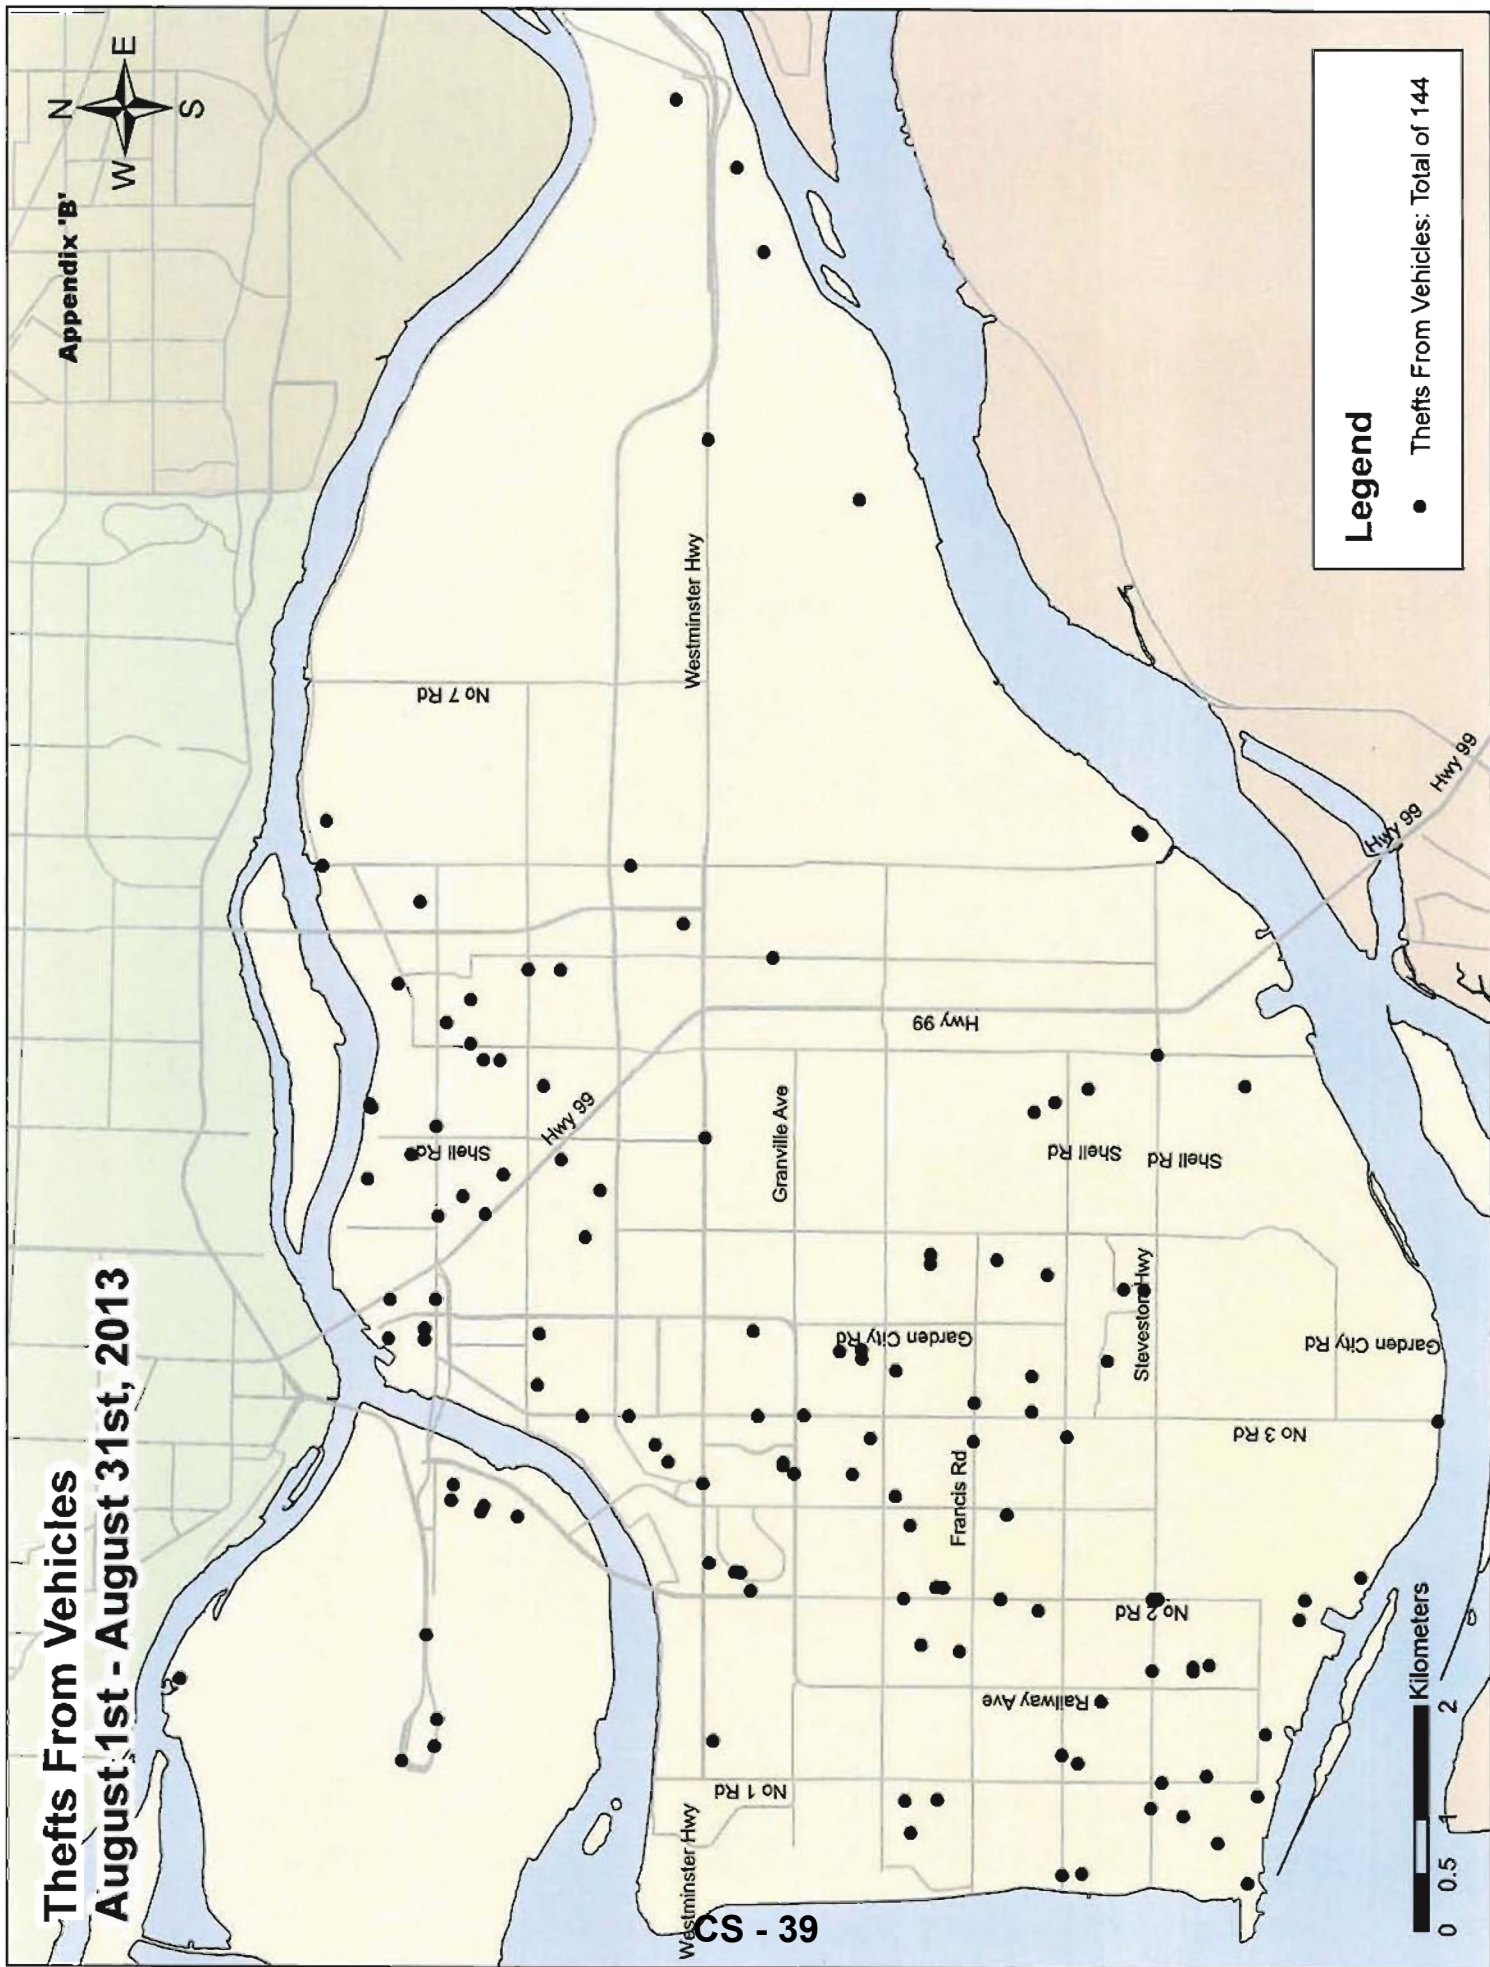 Thefts From Vehicles
August 1st - August 31st, 2013
Appendix 'B'
N
W
E
S
No 7 Rd
Westminster Hwy
Hwy 99
Shell Rd
Hwy 99
Granville Ave
Shell Rd
Shell Rd
Garden City Rd
Steveston Hwy
Garden City Rd
No 3 Rd
Francis Rd
No 2 Rd
Railway Ave
No 1 Rd
Westminster Hwy
Hwy 99
Hwy 99
Legend
Thefts From Vehicles: Total of 144
0 0.5 1 2
Kilometers
CS - 39